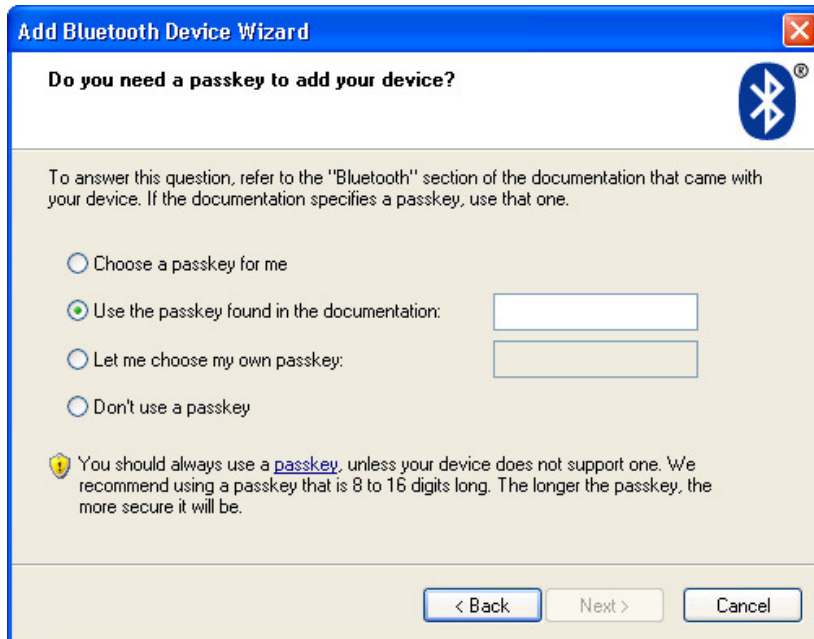 Add Bluetooth Device Wizard
Do you need a passkey to add your device?
®
To answer this question, refer to the "Bluetooth" section of the documentation that came with
your device. If the documentation specifies a passkey, use that one.
Choose a passkey for me
Use the passkey found in the documentation:
Let me choose my own passkey:
Don't use a passkey
You should always use a passkey, unless your device does not support one. We
recommend using a passkey that is 8 to 16 digits long. The longer the passkey, the
more secure it will be.
< Back Next > Cancel